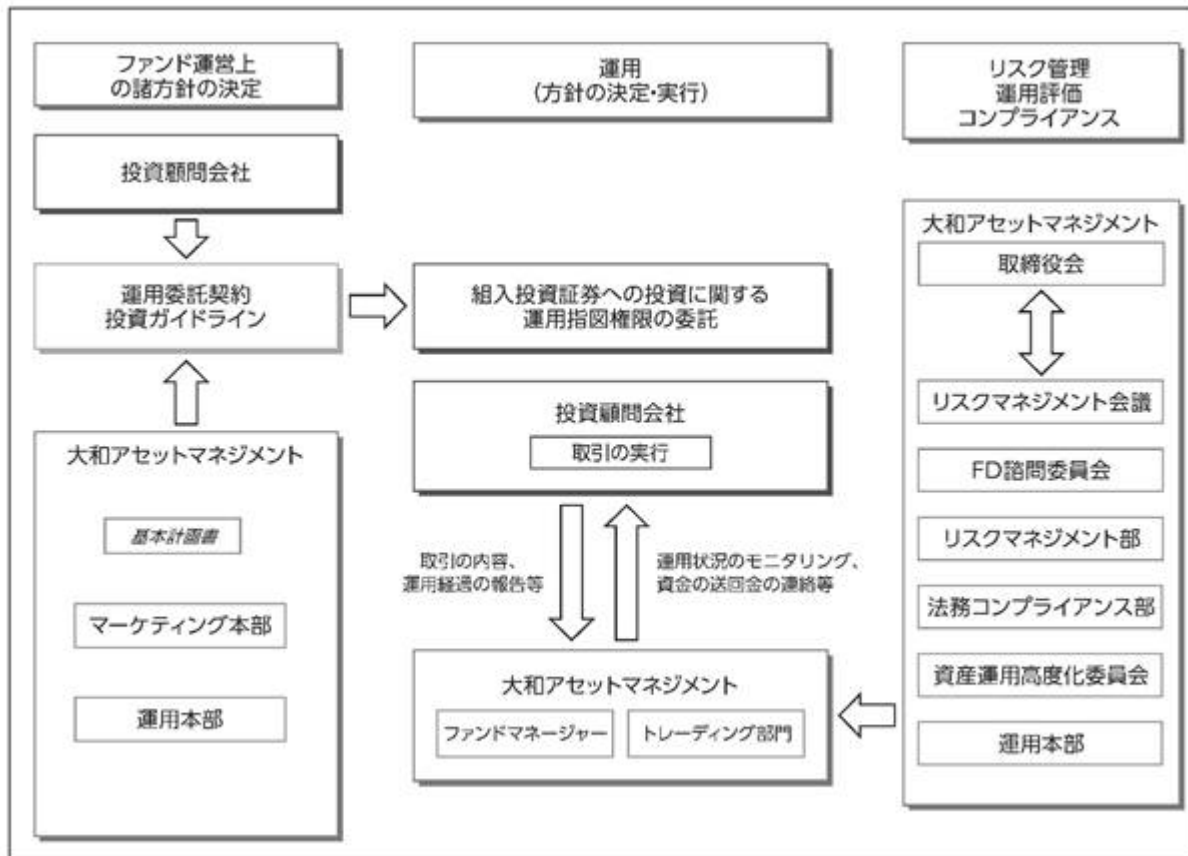 ファンド運営上
の諸方針の決定
投資顧問会社
運用委託契約
投資ガイドライン
大和アセットマネジメント
基本計画書
マーケティング本部
運用本部
運用
(方針の決定・実行)
組入投資証券への投資に関する
運用指図権限の委託
投資顧問会社
取引の実行
取引の内容、
運用経過の報告等
運用状況のモニタリング、
資金の送回金の連絡等
大和アセットマネジメント
ファンドマネージャー
トレーディング部門
リスク管理
運用評価
コンプライアンス
大和アセットマネジメント
取締役会
リスクマネジメント会議
FD諮問委員会
リスクマネジメント部
法務コンプライアンス部
資産運用高度化委員会
運用本部